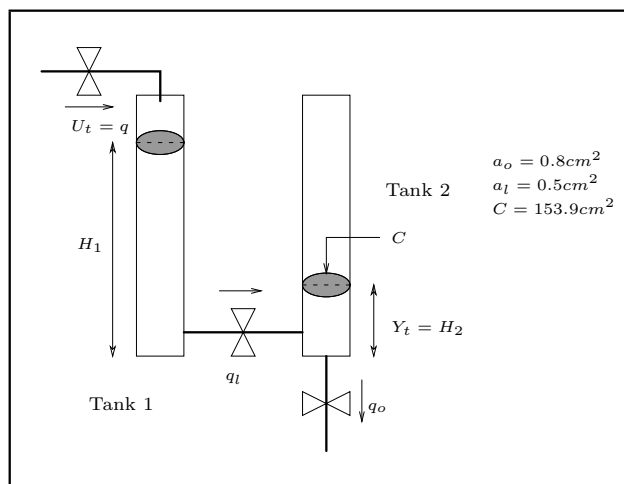 U_t = q
a_o = 0.8cm^2
Tank 2
a_l = 0.5cm^2
C = 153.9cm^2
H_1
C
Y_t = H_2
q_l
Tank 1
q_o